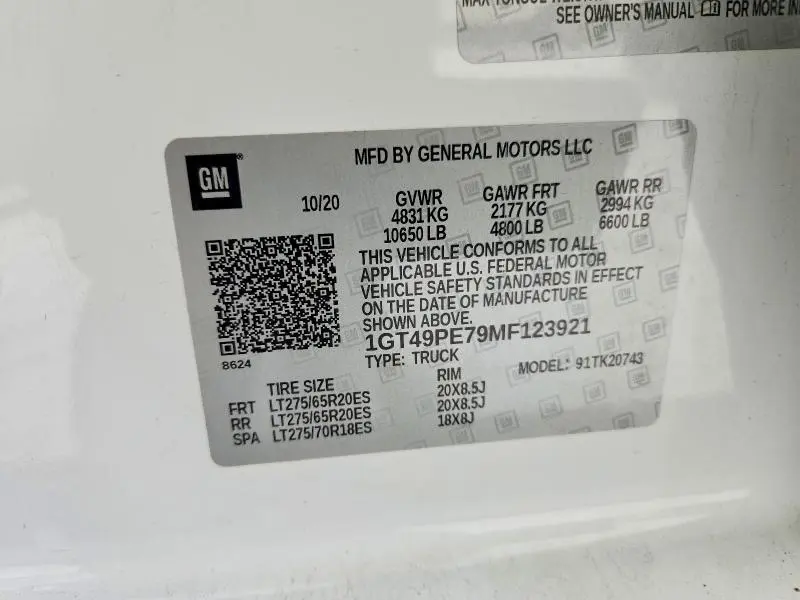 SEE OWNER'S MANUAL FOR MORE IN
GM
MFD BY GENERAL MOTORS LLC
10/20
GVWR GAWR FRT GAWR RR
4831 KG 2177 KG 2994 KG
10650 LB 4800 LB 6600 LB
THIS VEHICLE CONFORMS TO ALL
APPLICABLE U.S. FEDERAL MOTOR
VEHICLE SAFETY STANDARDS IN EFFECT
ON THE DATE OF MANUFACTURE
SHOWN ABOVE.
1GT49PE79MF123921
8624
TYPE: TRUCK MODEL: 91TK20743
TIRE SIZE RIM
FRT LT275/65R20ES 20X8.5J
RR LT275/65R20ES 20X8.5J
SPA LT275/70R18ES 18X8J